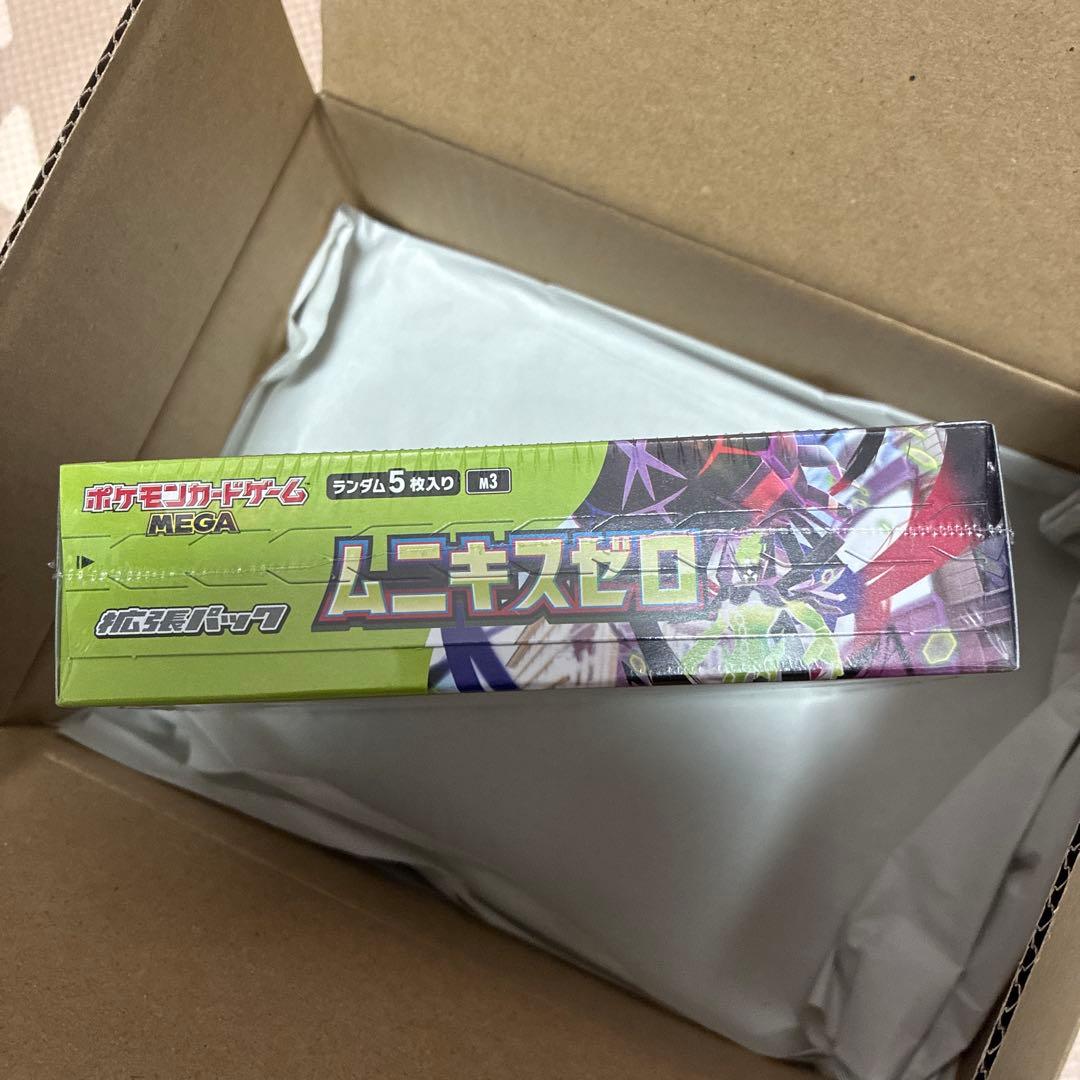 ポケモンカードゲーム
MEGA
ランダム5枚入り M3
ムニキスゼロ
拡張パック